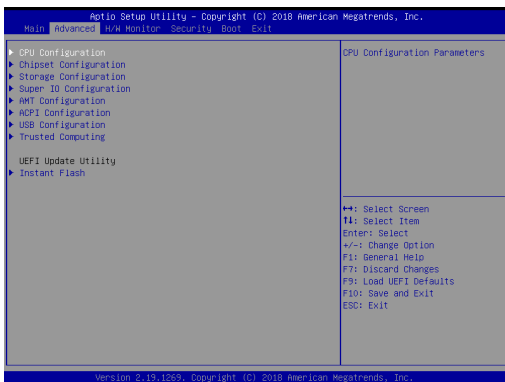 Aptio Setup Utility – Copyright (C) 2018 American Megatrends, Inc.
Main Advanced H/W Monitor Security Boot Exit
CPU Configuration
Chipset Configuration
Storage Configuration
Super IO Configuration
AMT Configuration
ACPI Configuration
USB Configuration
Trusted Computing
UEFI Update Utility
Instant Flash
CPU Configuration Parameters
↔: Select Screen
↑↓: Select Item
Enter: Select
+/-: Change Option
F1: General Help
F7: Discard Changes
F9: Load UEFI Defaults
F10: Save and Exit
ESC: Exit
Version 2.19.1269. Copyright (C) 2018 American Megatrends, Inc.